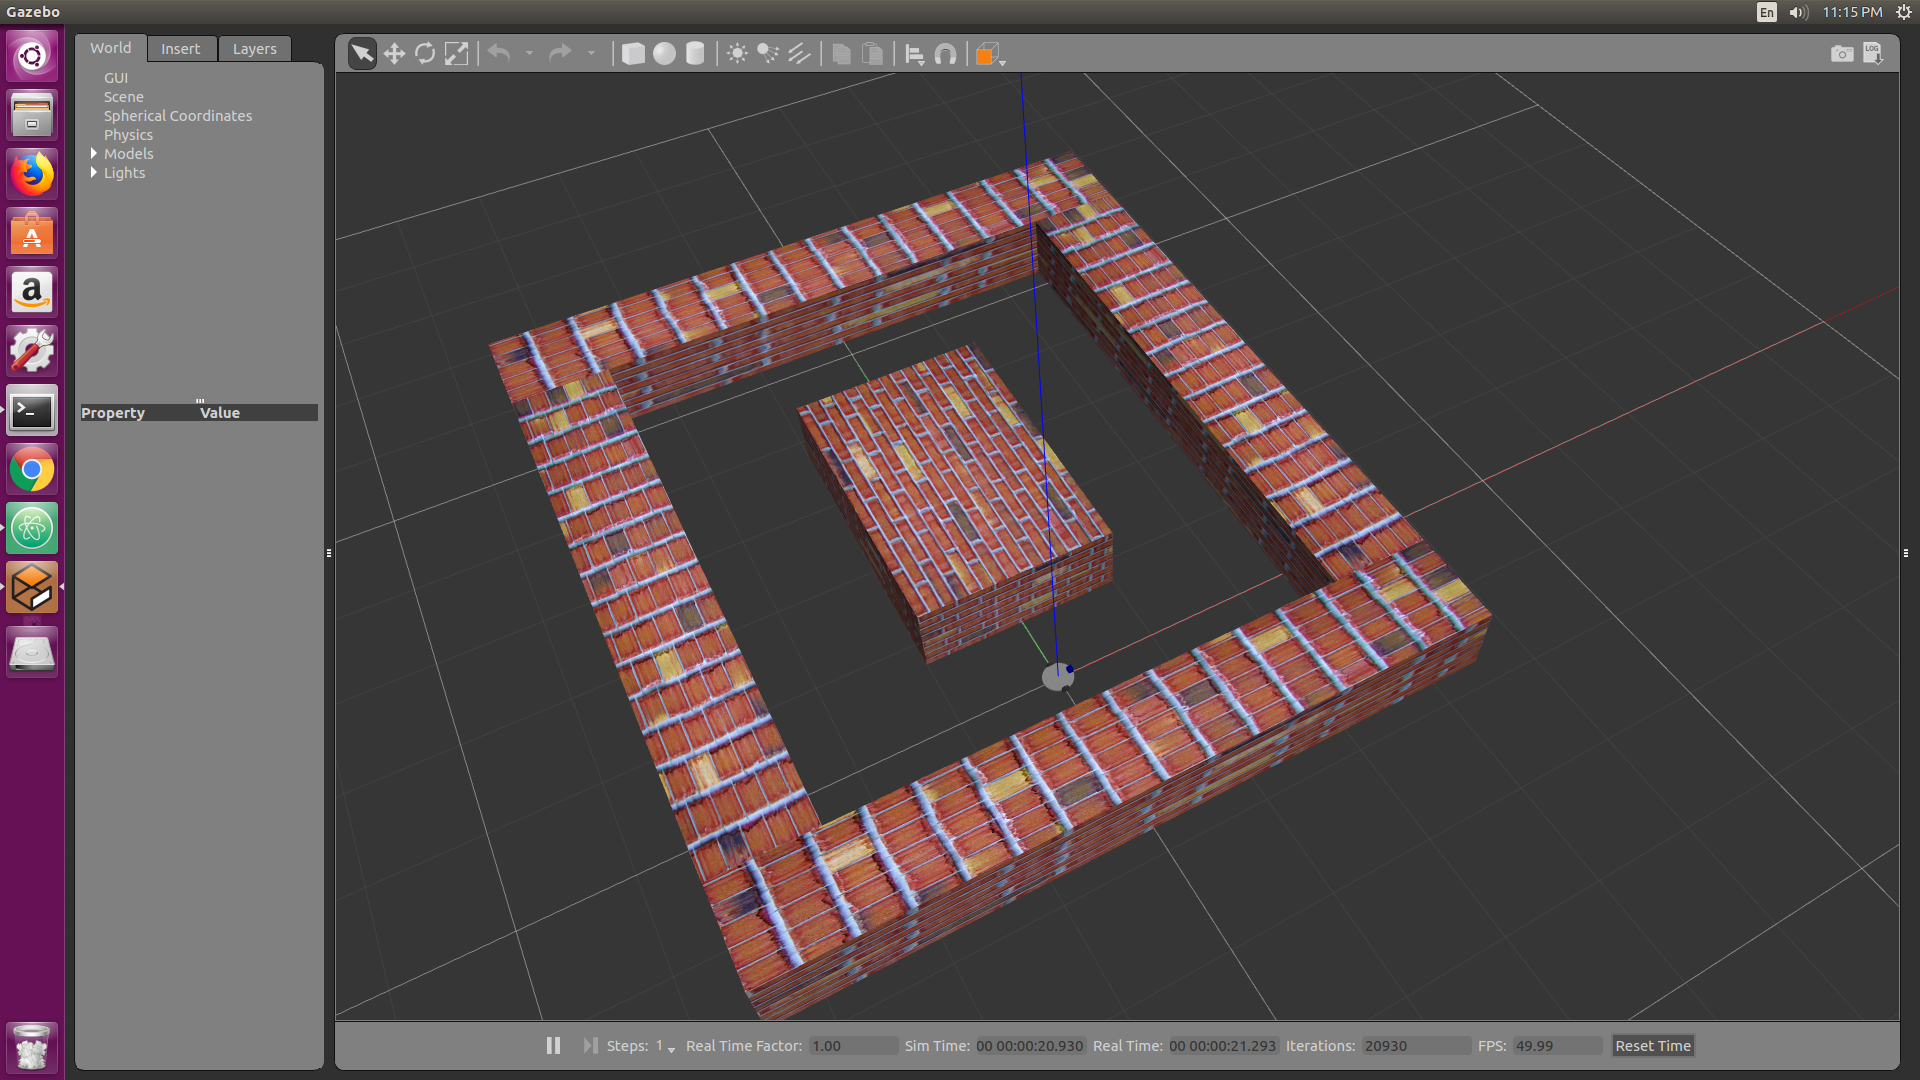 Gazebo
En
11:15 PM
World Insert Layers
LOG
GUI
Scene
Spherical Coordinates
Physics
Models
Lights
Property Value
Steps: 1 Real Time Factor: 1.00 Sim Time: 00 00:00:20.930 Real Time: 00 00:00:21.293 Iterations: 20930 FPS: 49.99 Reset Time